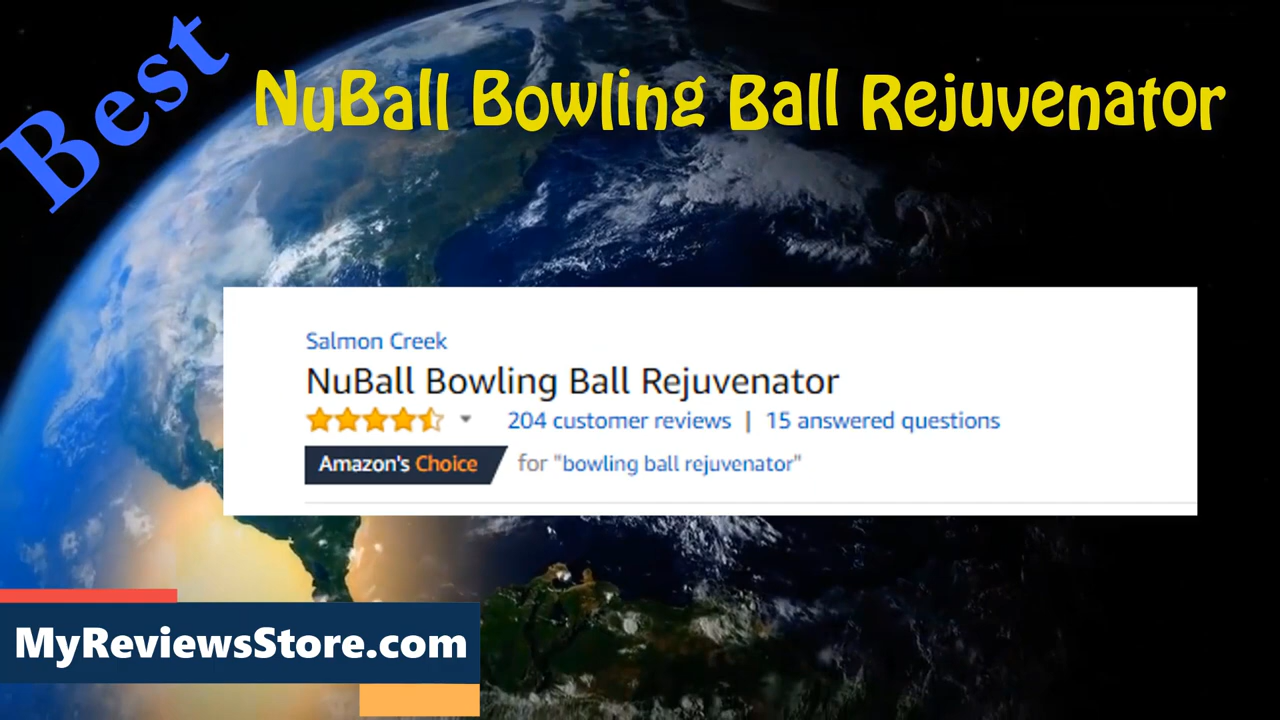 Best
NuBall Bowling Ball Rejuvenator
Salmon Creek
NuBall Bowling Ball Rejuvenator
204 customer reviews | 15 answered questions
Amazon's Choice for "bowling ball rejuvenator"
MyReviewsStore.com